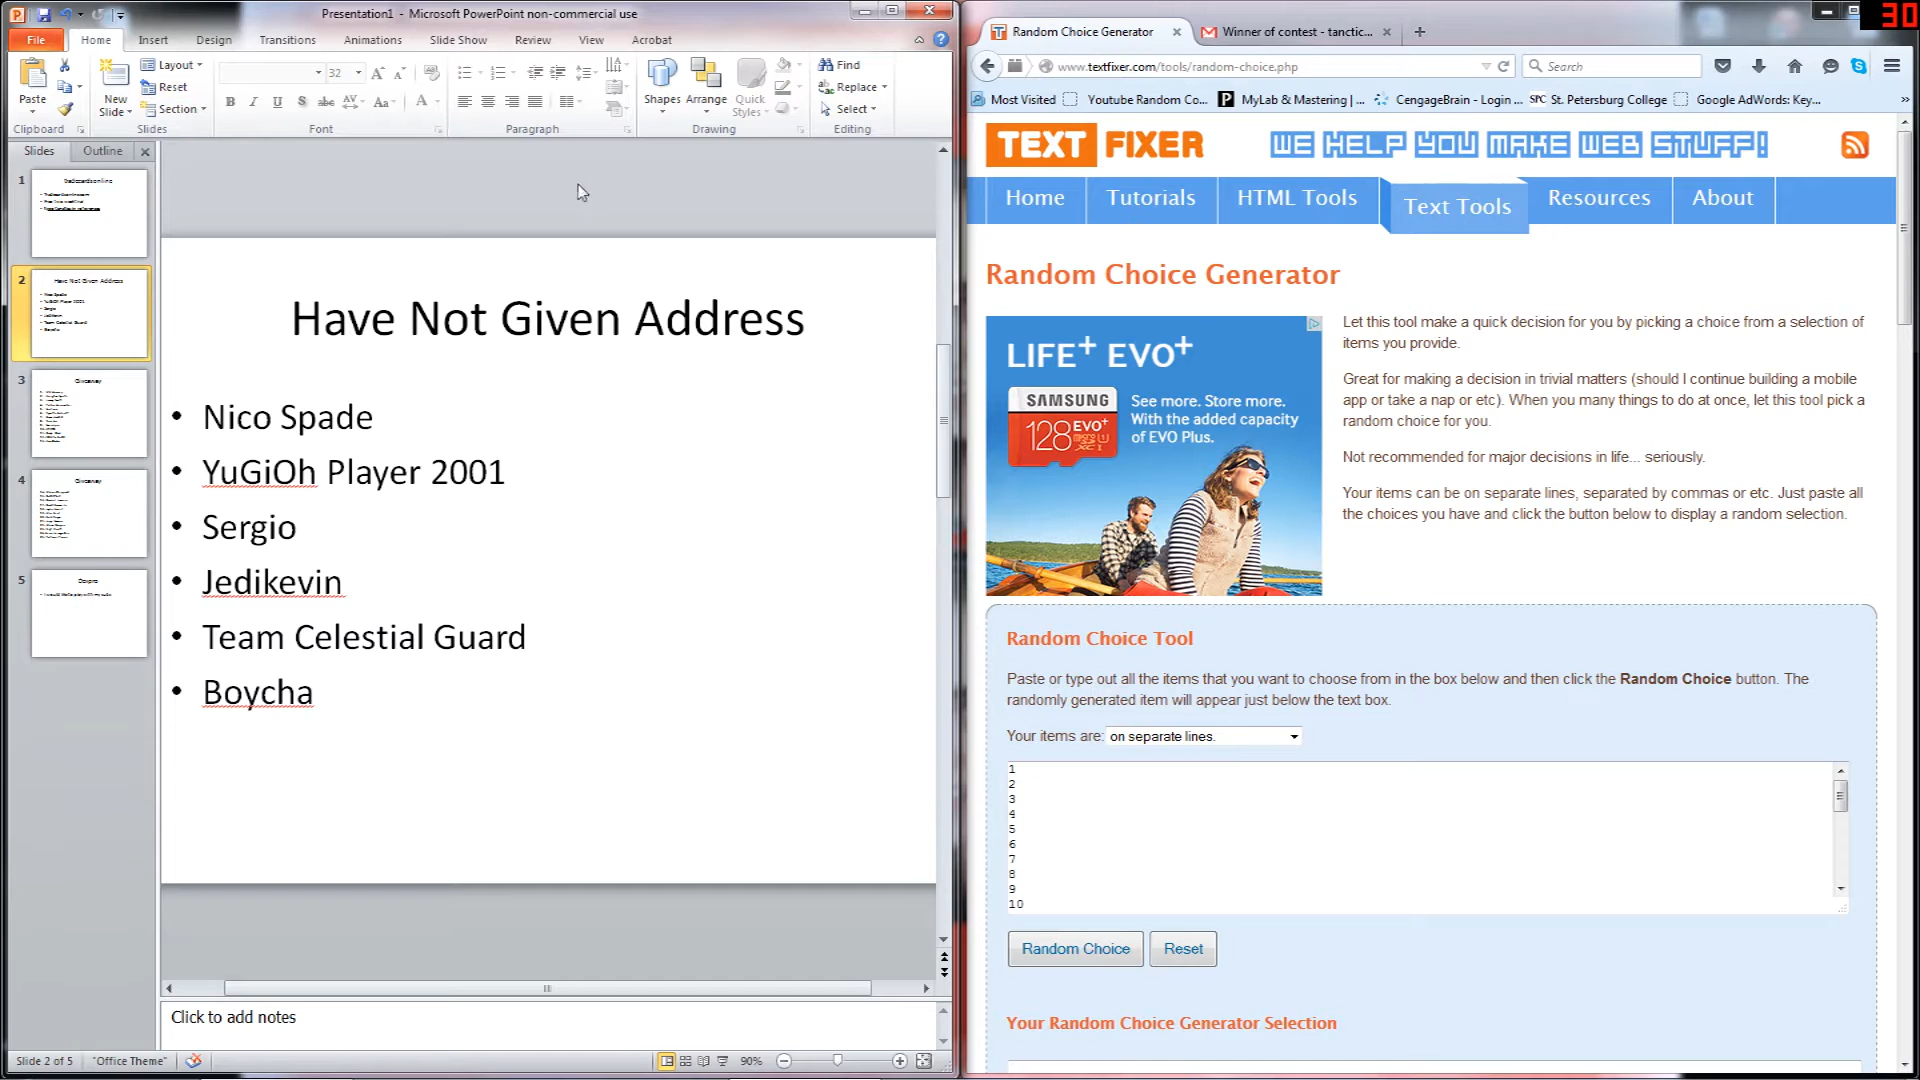 Presentation1 - Microsoft PowerPoint non-commercial use
File
Home
Insert
Design
Transitions
Animations
Slide Show
Review
View
Acrobat
Paste
New
Slide
Layout
Reset
Section
32
Shapes
Arrange
Quick
Styles
Find
Replace
Select
Clipboard
Slides
Font
Paragraph
Drawing
Editing
Slides
Outline
1
2
Have Not Given Address
3
Giveaway
4
Giveaway
5
Have Not Given Address
• Nico Spade
• YuGiOh Player 2001
• Sergio
• Jedikevin
• Team Celestial Guard
• Boycha
Click to add notes
Slide 2 of 5
"Office Theme"
90%
30
Random Choice Generator
Winner of contest - tanctic...
www.textfixer.com/tools/random-choice.php
Search
Most Visited
Youtube Random Co...
MyLab & Mastering | ...
CengageBrain - Login ...
SPC St. Petersburg College
Google AdWords: Key...
TEXT FIXER
WE HELP YOU MAKE WEB STUFF!
Home
Tutorials
HTML Tools
Text Tools
Resources
About
Random Choice Generator
LIFE+ EVO+
SAMSUNG
128 EVO+
See more. Store more.
With the added capacity
of EVO Plus.
Let this tool make a quick decision for you by picking a choice from a selection of
items you provide.
Great for making a decision in trivial matters (should I continue building a mobile
app or take a nap or etc). When you many things to do at once, let this tool pick a
random choice for you.
Not recommended for major decisions in life... seriously.
Your items can be on separate lines, separated by commas or etc. Just paste all
the choices you have and click the button below to display a random selection.
Random Choice Tool
Paste or type out all the items that you want to choose from in the box below and then click the Random Choice button. The
randomly generated item will appear just below the text box.
Your items are: on separate lines.
1
2
3
4
5
6
7
8
9
10
Random Choice
Reset
Your Random Choice Generator Selection